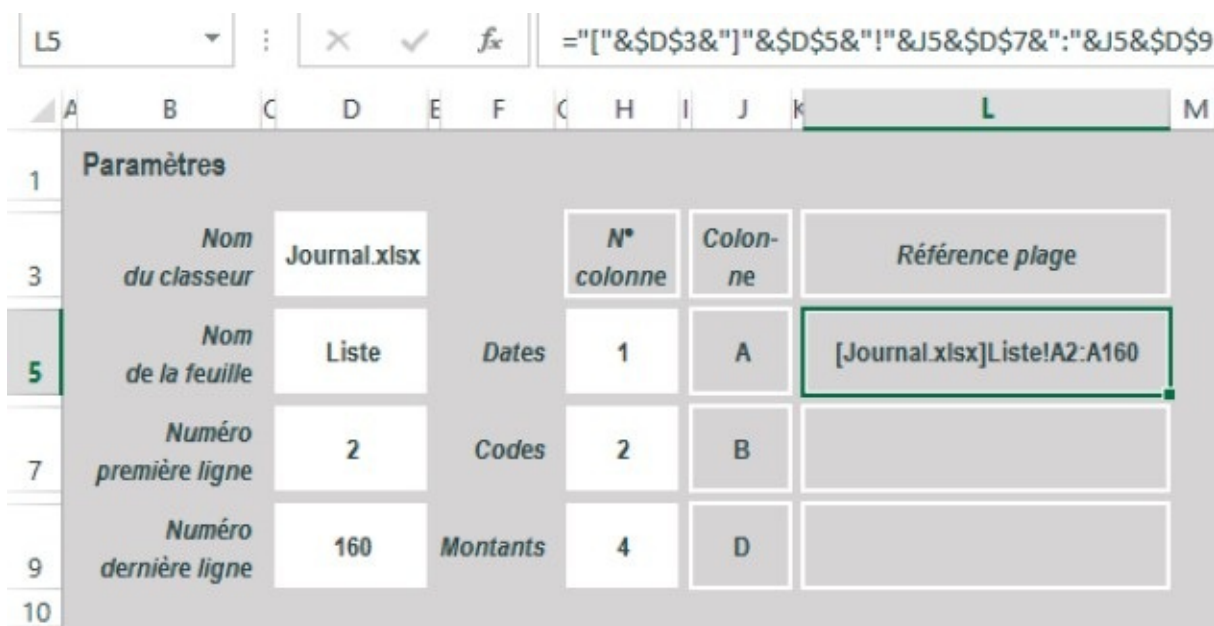 L5 fx ="["&$D$3&"]"&$D$5&"!"&J5&$D$7&":"&J5&$D$9
A B C D E F G H I J K L M
1 Paramètres
Nom N° Colon-
3 du classeur Journal.xlsx colonne ne Référence plage
Nom
5 de la feuille Liste Dates 1 A [Journal.xlsx]Liste!A2:A160
Numéro
7 première ligne 2 Codes 2 B
Numéro
9 dernière ligne 160 Montants 4 D
10